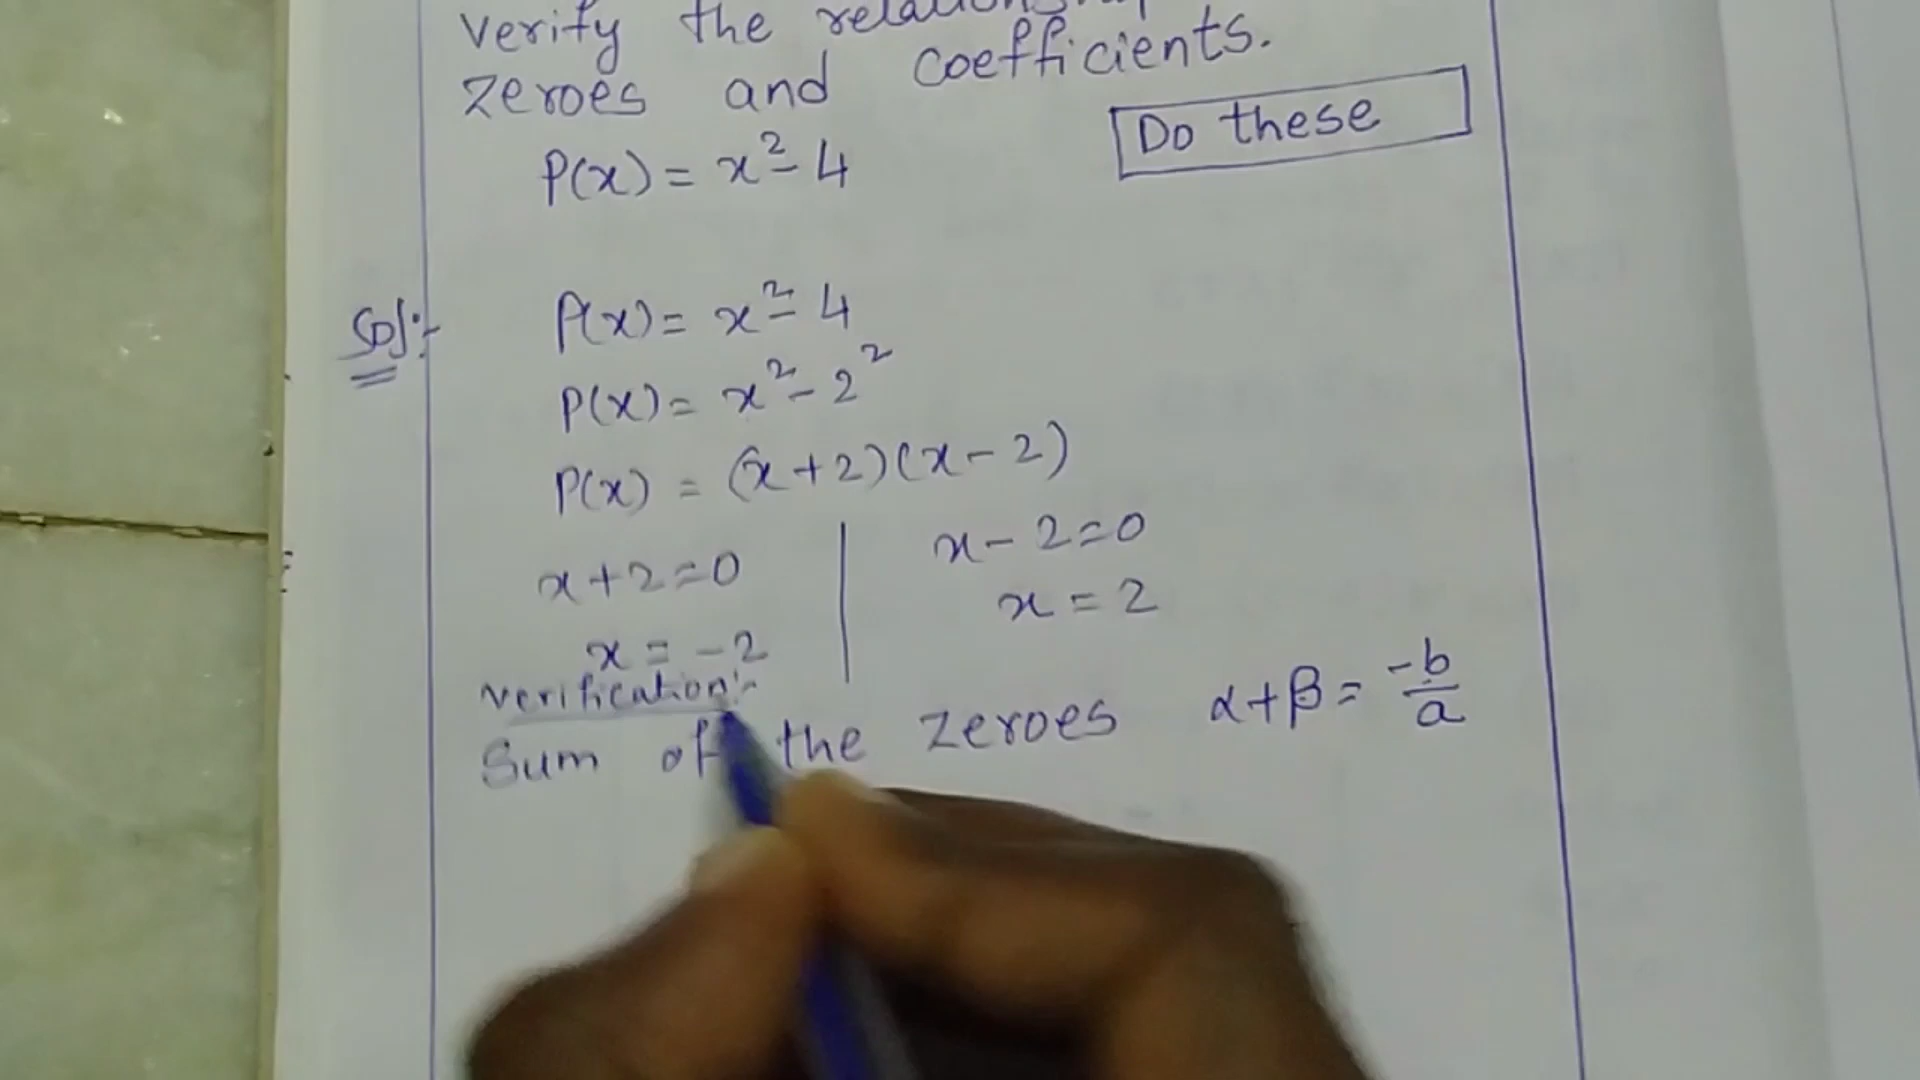 Verify the relationship
zeroes and coefficients.
Do these
P(x) = x² - 4
Sol:-
P(x) = x² - 4
P(x) = x² - 2²
P(x) = (x + 2)(x - 2)
x + 2 = 0
x = -2
x - 2 = 0
x = 2
Verification:-
Sum of the zeroes α + β = -b/a